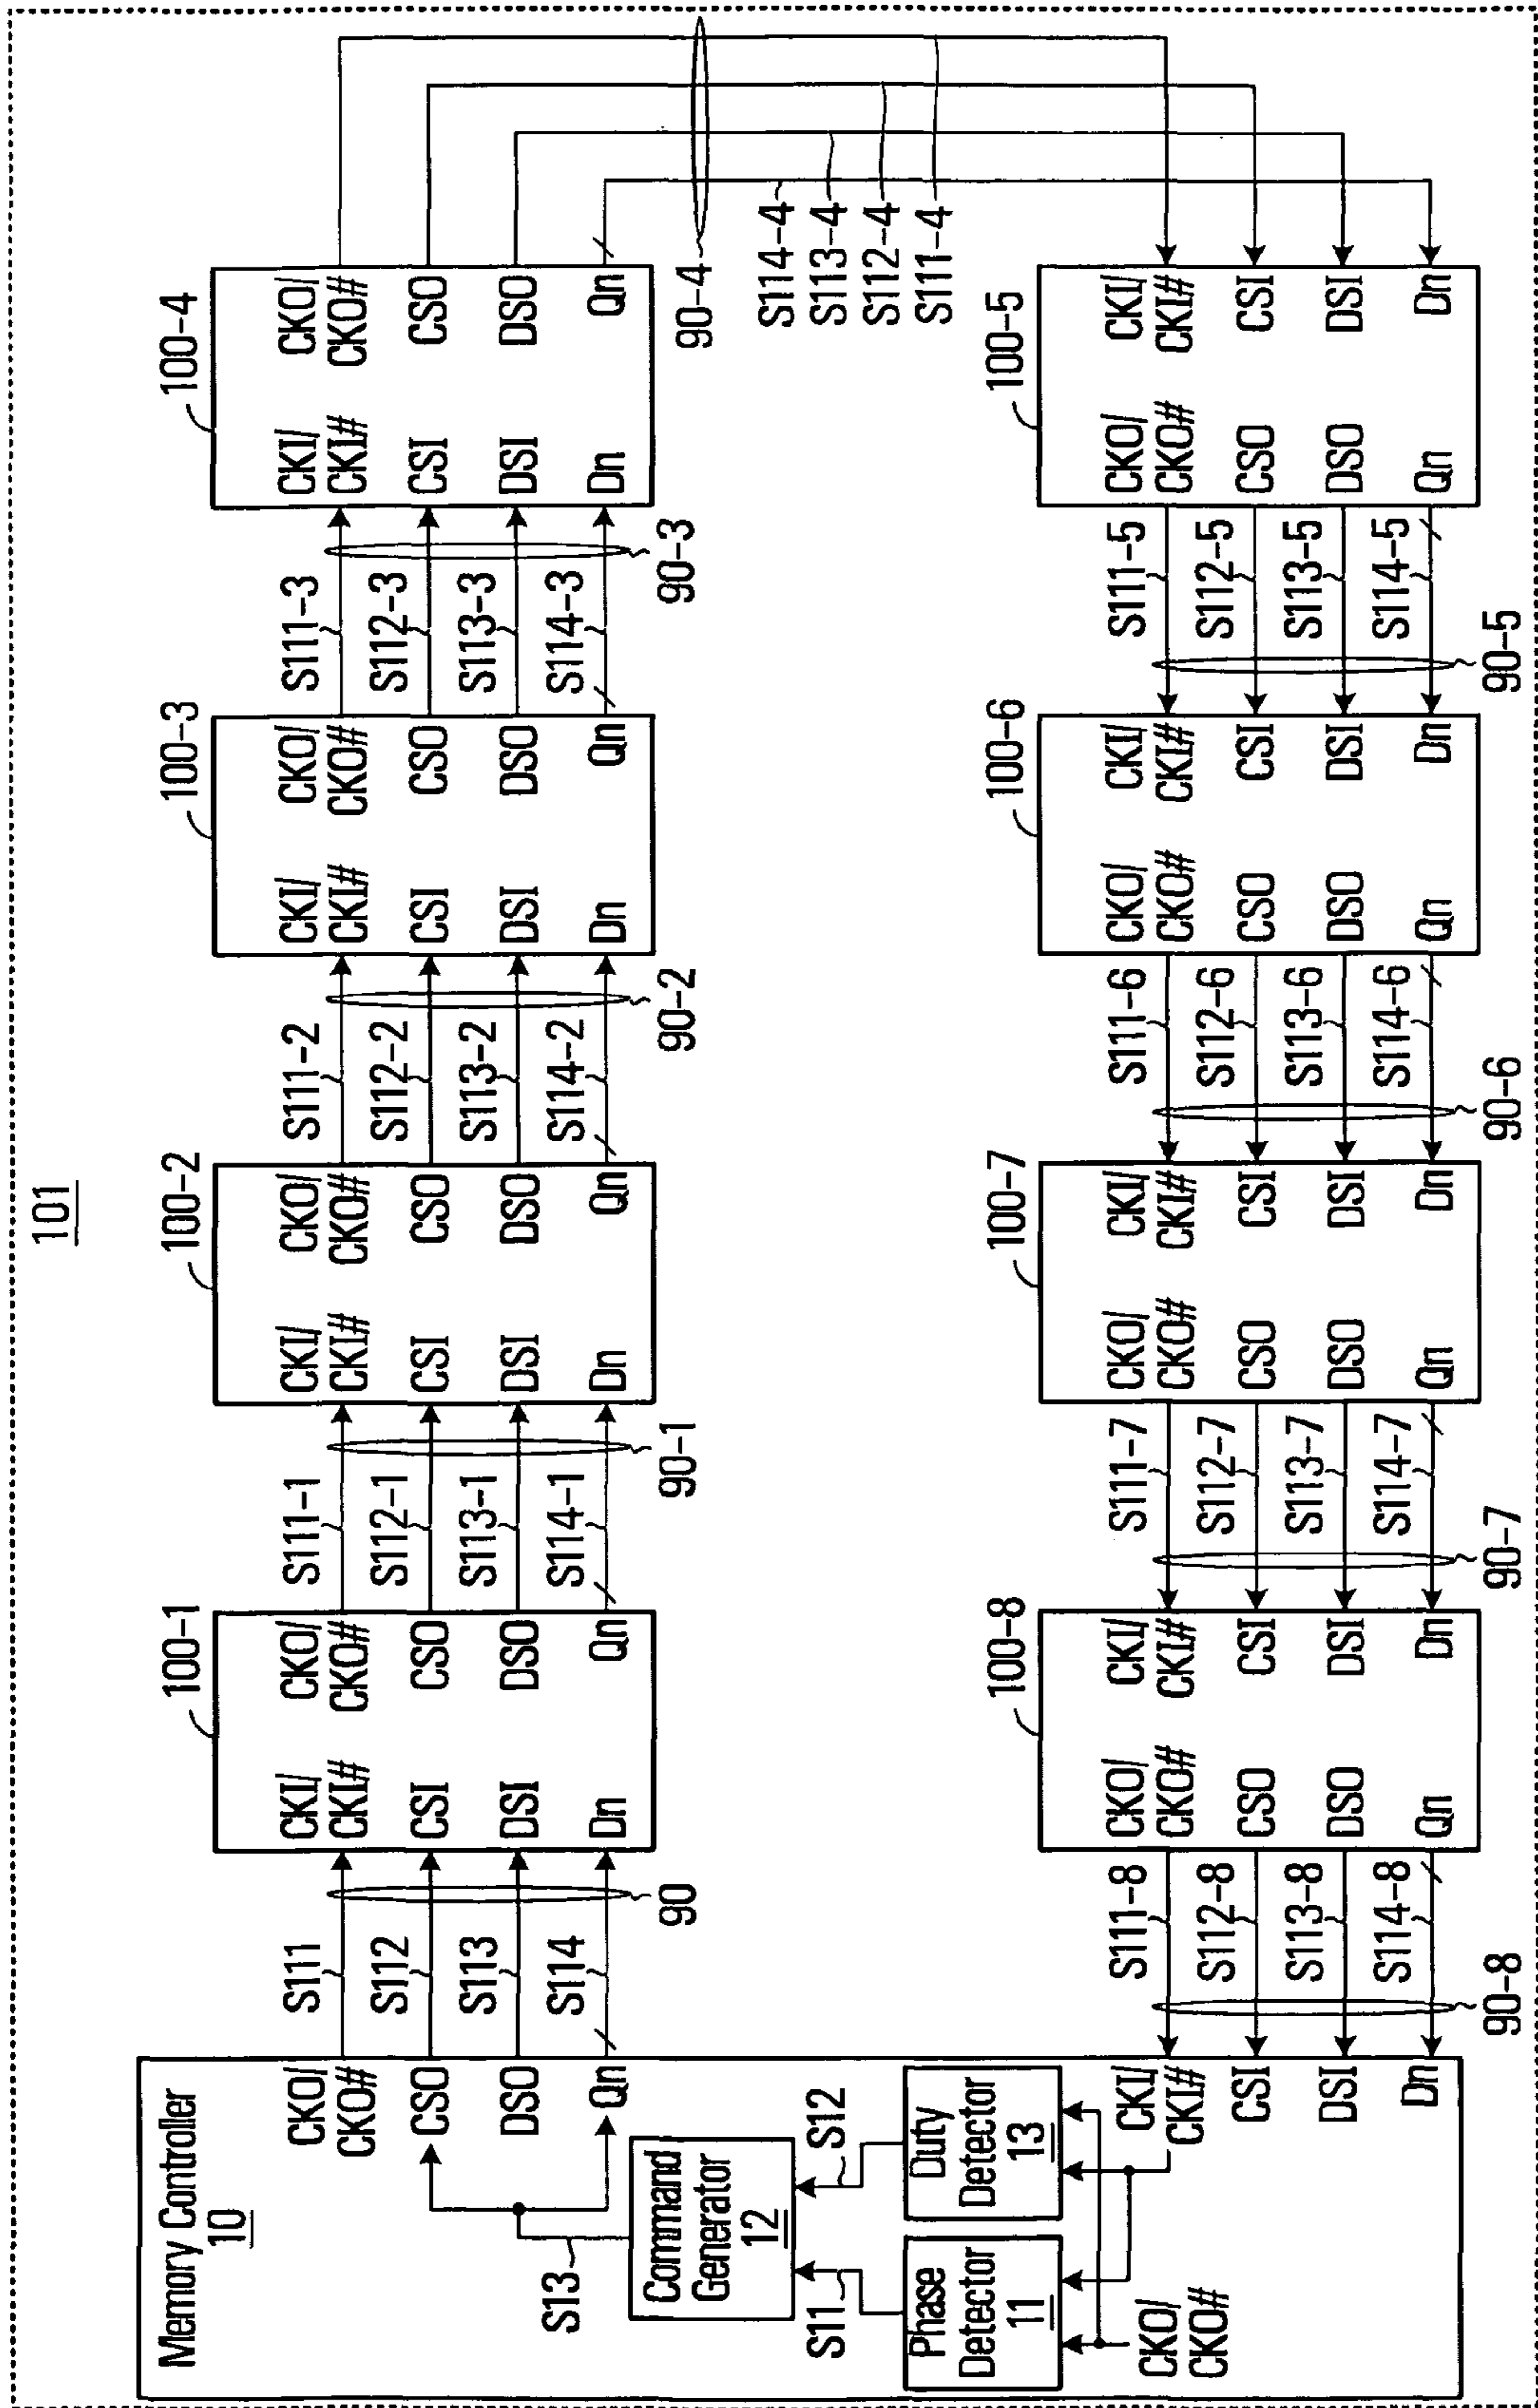 101
Memory Controller
10
CKO/
CKO#
CSO
DSO
Qn
S13
Command
Generator
12
S11
S12
Phase
Detector
11
Duty
Detector
13
CKO/
CKO#
CKI/
CKI#
CSI
DSI
Dn
S111
S112
S113
S114
90
100-1
CKI/
CKI#
CSI
DSI
Dn
CKO/
CKO#
CSO
DSO
Qn
S111-1
S112-1
S113-1
S114-1
90-1
100-2
CKI/
CKI#
CSI
DSI
Dn
CKO/
CKO#
CSO
DSO
Qn
S111-2
S112-2
S113-2
S114-2
90-2
100-3
CKI/
CKI#
CSI
DSI
Dn
CKO/
CKO#
CSO
DSO
Qn
S111-3
S112-3
S113-3
S114-3
90-3
100-4
CKI/
CKI#
CSI
DSI
Dn
CKO/
CKO#
CSO
DSO
Qn
90-4
S114-4
S113-4
S112-4
S111-4
100-5
CKO/
CKO#
CSO
DSO
Qn
CKI/
CKI#
CSI
DSI
Dn
S111-5
S112-5
S113-5
S114-5
90-5
100-6
CKO/
CKO#
CSO
DSO
Qn
CKI/
CKI#
CSI
DSI
Dn
S111-6
S112-6
S113-6
S114-6
90-6
100-7
CKO/
CKO#
CSO
DSO
Qn
CKI/
CKI#
CSI
DSI
Dn
S111-7
S112-7
S113-7
S114-7
90-7
100-8
CKO/
CKO#
CSO
DSO
Qn
CKI/
CKI#
CSI
DSI
Dn
S111-8
S112-8
S113-8
S114-8
90-8